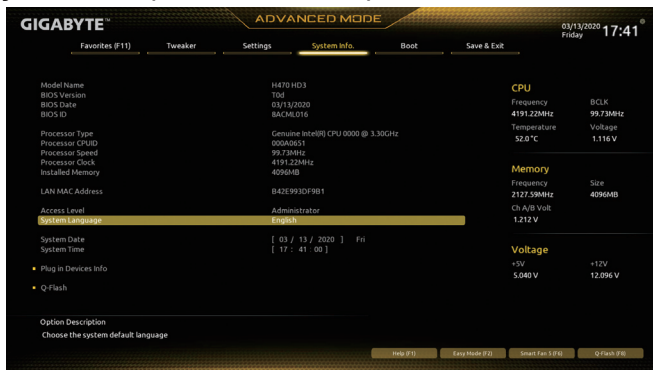 GIGABYTE™
ADVANCED MODE
03/13/2020
Friday
17:41
Favorites (F11) Tweaker Settings System Info. Boot Save & Exit
Model Name H470 HD3
BIOS Version T0d
BIOS Date 03/13/2020
BIOS ID 8ACML016
Processor Type Genuine Intel(R) CPU 0000 @ 3.30GHz
Processor CPUID 000A0651
Processor Speed 99.73MHz
Processor Clock 4191.22MHz
Installed Memory 4096MB
LAN MAC Address B42E993DF9B1
Access Level Administrator
System Language English
System Date [ 03 / 13 / 2020 ] Fri
System Time [ 17 : 41 : 00 ]
Plug in Devices Info
Q-Flash
CPU
Frequency BCLK
4191.22MHz 99.73MHz
Temperature Voltage
52.0 °C 1.116 V
Memory
Frequency Size
2127.59MHz 4096MB
Ch A/B Volt
1.212 V
Voltage
+5V +12V
5.040 V 12.096 V
Option Description
Choose the system default language
Help (F1) Easy Mode (F2) Smart Fan 5 (F6) Q-Flash (F8)